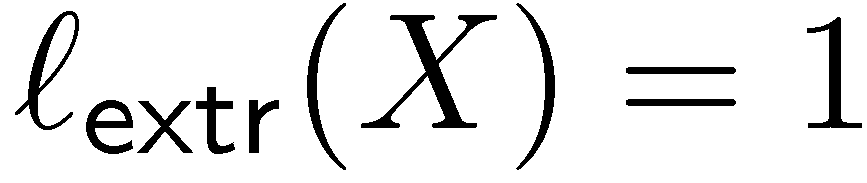 ℓ_extr(X) = 1